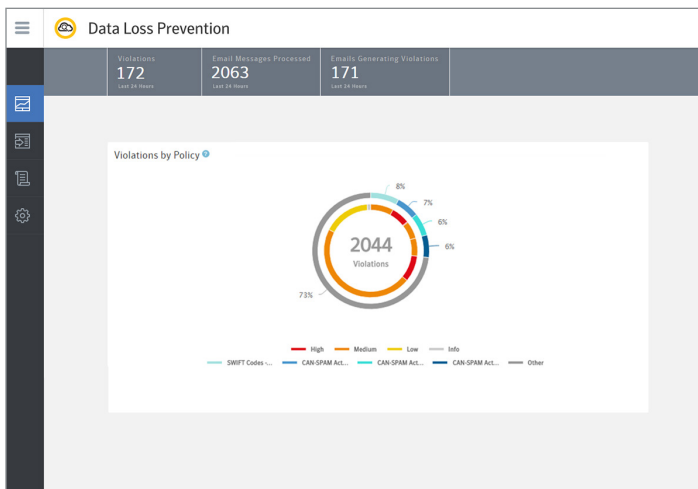 Data Loss Prevention
Violations
172
Last 24 Hours
Email Messages Processed
2063
Last 24 Hours
Emails Generating Violations
171
Last 24 Hours
Violations by Policy ?
8%
7%
6%
6%
2044
Violations
73%
High Medium Low Info
SWIFT Codes -... CAN-SPAM Act... CAN-SPAM Act... CAN-SPAM Act... Other